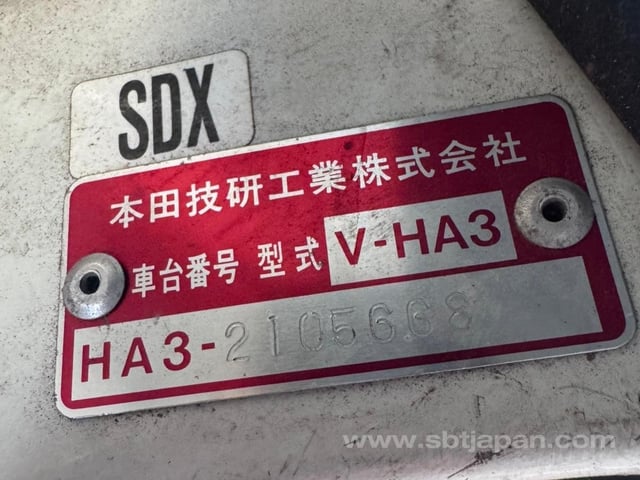 SDX
本田技研工業株式会社
車台番号 型式 V-HA3
HA3-2105668
www.sbtjapan.com